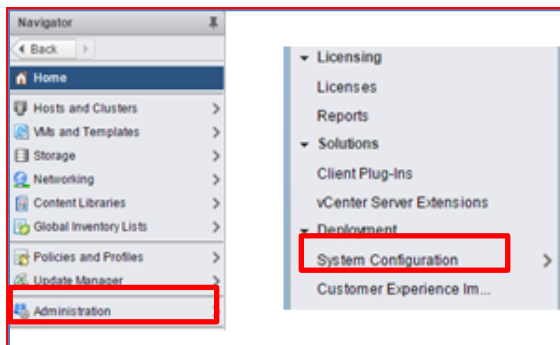 Navigator
Back
Home
Hosts and Clusters
VMs and Templates
Storage
Networking
Content Libraries
Global Inventory Lists
Policies and Profiles
Update Manager
Administration
Licensing
Licenses
Reports
Solutions
Client Plug-Ins
vCenter Server Extensions
Deployment
System Configuration
Customer Experience Im...